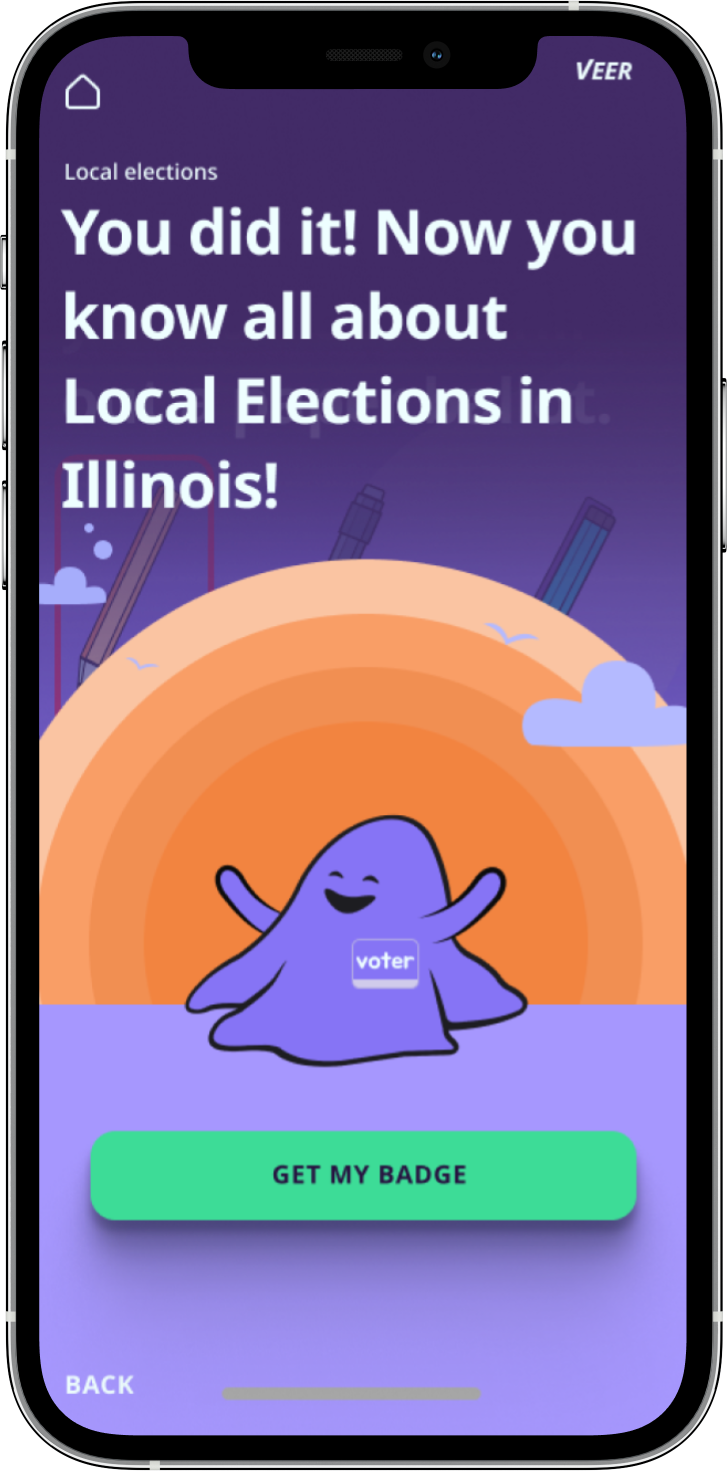 VEER
Local elections
You did it! Now you
know all about
Local Elections in
Illinois!
voter
GET MY BADGE
BACK